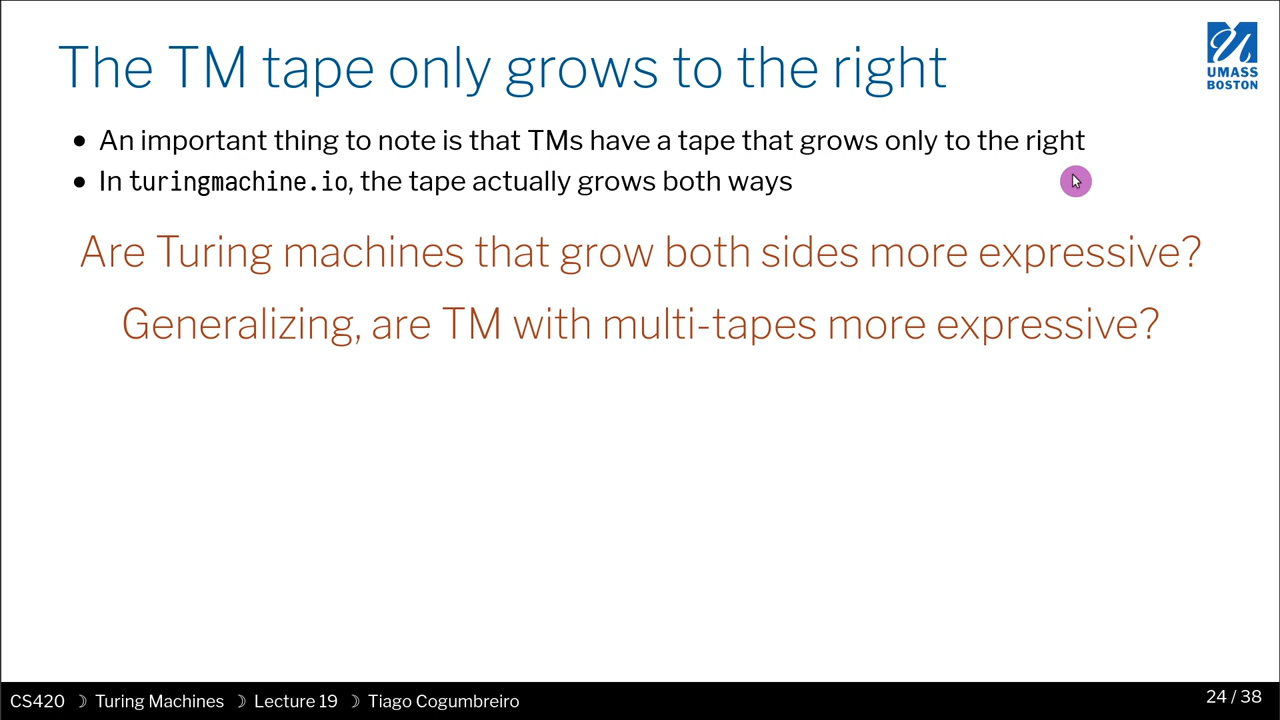 The TM tape only grows to the right
UMASS
BOSTON
• An important thing to note is that TMs have a tape that grows only to the right
• In turingmachine.io, the tape actually grows both ways
Are Turing machines that grow both sides more expressive?
Generalizing, are TM with multi-tapes more expressive?
CS420 ☽ Turing Machines ☽ Lecture 19 ☽ Tiago Cogumbreiro
24 / 38